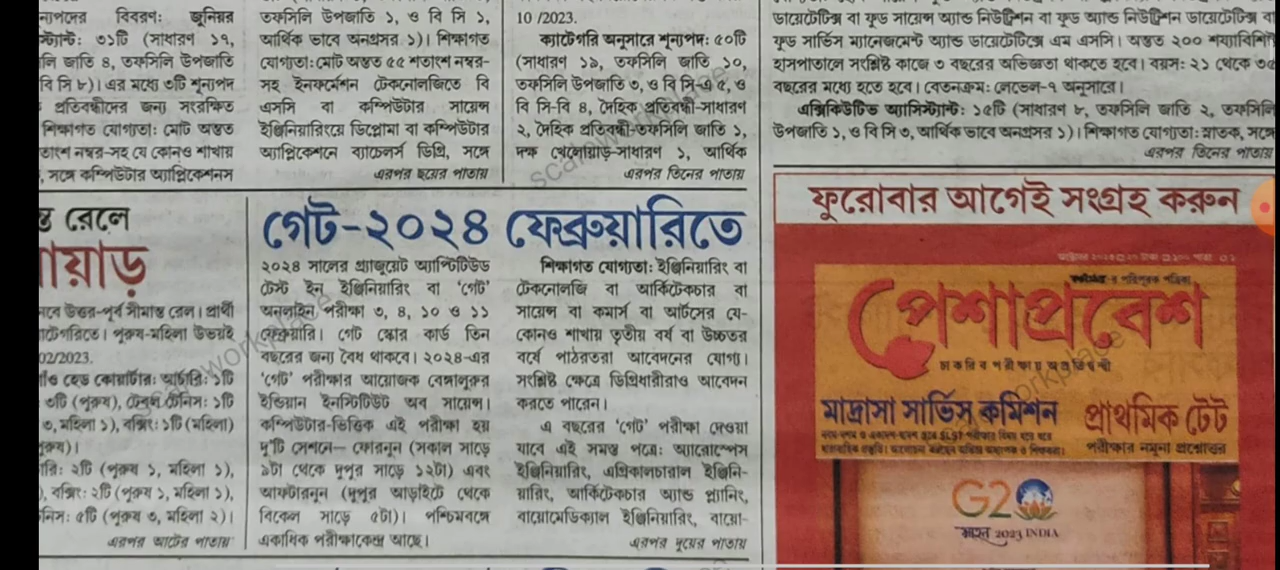 ন্যপদের বিবরণ: জুনিয়র
স্ট্যান্ট: ৩১টি (সাধারণ ১৭,
লি জাতি ৪, তফসিলি উপজাতি
বি সি ৮)। এর মধ্যে ৩টি শূন্যপদ
প্রতিবন্ধীদের জন্য সংরক্ষিত
শিক্ষাগত যোগ্যতা: মোট অন্তত
তাংশ নম্বর-সহ যে কোনও শাখায়
, সঙ্গে কম্পিউটার অ্যাপ্লিকেশনস
তফসিলি উপজাতি ১, ও বি সি ১,
আর্থিক ভাবে অনগ্রসর ১)। শিক্ষাগত
যোগ্যতা: মোট অন্তত ৫৫ শতাংশ নম্বর-
সহ ইনফর্মেশন টেকনোলজিতে বি
এসসি বা কম্পিউটার সায়েন্স
ইঞ্জিনিয়ারিংয়ে ডিপ্লোমা বা কম্পিউটার
অ্যাপ্লিকেশনে ব্যাচেলর্স ডিগ্রি, সঙ্গে
এরপর ছয়ের পাতায়
10 /2023.
ক্যাটেগরি অনুসারে শূন্যপদ: ৫০টি
(সাধারণ ১৯, তফসিলি জাতি ১০,
তফসিলি উপজাতি ৩, ও বি সি-এ ৫, ও
বি সি-বি ৪, দৈহিক প্রতিবন্ধী-সাধারণ
২, দৈহিক প্রতিবন্ধী-তফসিলি জাতি ১,
দক্ষ খেলোয়াড়-সাধারণ ১, আর্থিক
এরপর তিনের পাতায়
ডায়েটেটিক্স বা ফুড সায়েন্স অ্যান্ড নিউট্রিশন বা ফুড অ্যান্ড নিউট্রিশন ডায়েটেটিক্স বা
ফুড সার্ভিস ম্যানেজমেন্ট অ্যান্ড ডায়েটেটিক্সে এম এসসি। অন্তত ২০০ শয্যাবিশিষ্ট
হাসপাতালে সংশ্লিষ্ট কাজে ৩ বছরের অভিজ্ঞতা থাকতে হবে। বয়স: ২১ থেকে ৩৫
বছরের মধ্যে হতে হবে। বেতনক্রম: লেভেল-৭ অনুসারে।
এক্সিকিউটিভ অ্যাসিস্ট্যান্ট: ১৫টি (সাধারণ ৮, তফসিলি জাতি ২, তফসিলি
উপজাতি ১, ও বি সি ৩, আর্থিক ভাবে অনগ্রসর ১)। শিক্ষাগত যোগ্যতা: স্নাতক, সঙ্গে
এরপর তিনের পাতায়
ন্ত রেলে
নায়াড়
নবে উত্তর-পূর্ব সীমান্ত রেল। প্রার্থী
াটেগরিতে। পুরুষ-মহিলা উভয়ই
02/2023.
গাঁও হেড কোয়ার্টার: আর্চারি: ১টি
৩টি (পুরুষ), টেবল টেনিস: ১টি
৩, মহিলা ১), বক্সিং: ১টি (মহিলা)
পুরুষ)।
ারি: ২টি (পুরুষ ১, মহিলা ১),
), বক্সিং: ২টি (পুরুষ ১, মহিলা ১),
নিস: ৫টি (পুরুষ ৩, মহিলা ২)।
এরপর আটের পাতায়
গেট-২০২৪ ফেব্রুয়ারিতে
২০২৪ সালের গ্র্যাজুয়েট অ্যাপ্টিটিউড
টেস্ট ইন ইঞ্জিনিয়ারিং বা ‘গেট’
অনলাইন পরীক্ষা ৩, ৪, ১০ ও ১১
ফেব্রুয়ারি। গেট স্কোর কার্ড তিন
বছরের জন্য বৈধ থাকবে। ২০২৪-এর
‘গেট’ পরীক্ষার আয়োজক বেঙ্গালুরুর
ইন্ডিয়ান ইনস্টিটিউট অব সায়েন্স।
কম্পিউটার-ভিত্তিক এই পরীক্ষা হয়
দু’টি সেশনে— ফোরনুন (সকাল সাড়ে
৯টা থেকে দুপুর সাড়ে ১২টা) এবং
আফটারনুন (দুপুর আড়াইটে থেকে
বিকেল সাড়ে ৫টা)। পশ্চিমবঙ্গে
একাধিক পরীক্ষাকেন্দ্র আছে।
শিক্ষাগত যোগ্যতা: ইঞ্জিনিয়ারিং বা
টেকনোলজি বা আর্কিটেকচার বা
সায়েন্স বা কমার্স বা আর্টসের যে-
কোনও শাখায় তৃতীয় বর্ষ বা উচ্চতর
বর্ষে পাঠরতরা আবেদনের যোগ্য।
সংশ্লিষ্ট ক্ষেত্রে ডিগ্রিধারীরাও আবেদন
করতে পারেন।
এ বছরের ‘গেট’ পরীক্ষা দেওয়া
যাবে এই সমস্ত পত্রে: অ্যারোস্পেস
ইঞ্জিনিয়ারিং, এগ্রিকালচারাল ইঞ্জিনি-
য়ারিং, আর্কিটেকচার অ্যান্ড প্ল্যানিং,
বায়োমেডিক্যাল ইঞ্জিনিয়ারিং, বায়ো-
এরপর দুয়ের পাতায়
ফুরোবার আগেই সংগ্রহ করুন
পেশাপ্রবেশ
চাকরির পরীক্ষায় অপ্রতিদ্বন্দ্বী
মাদ্রাসা সার্ভিস কমিশন
প্রাথমিক টেট
পরীক্ষার নমুনা প্রশ্নোত্তর
G20
भारत 2023 INDIA